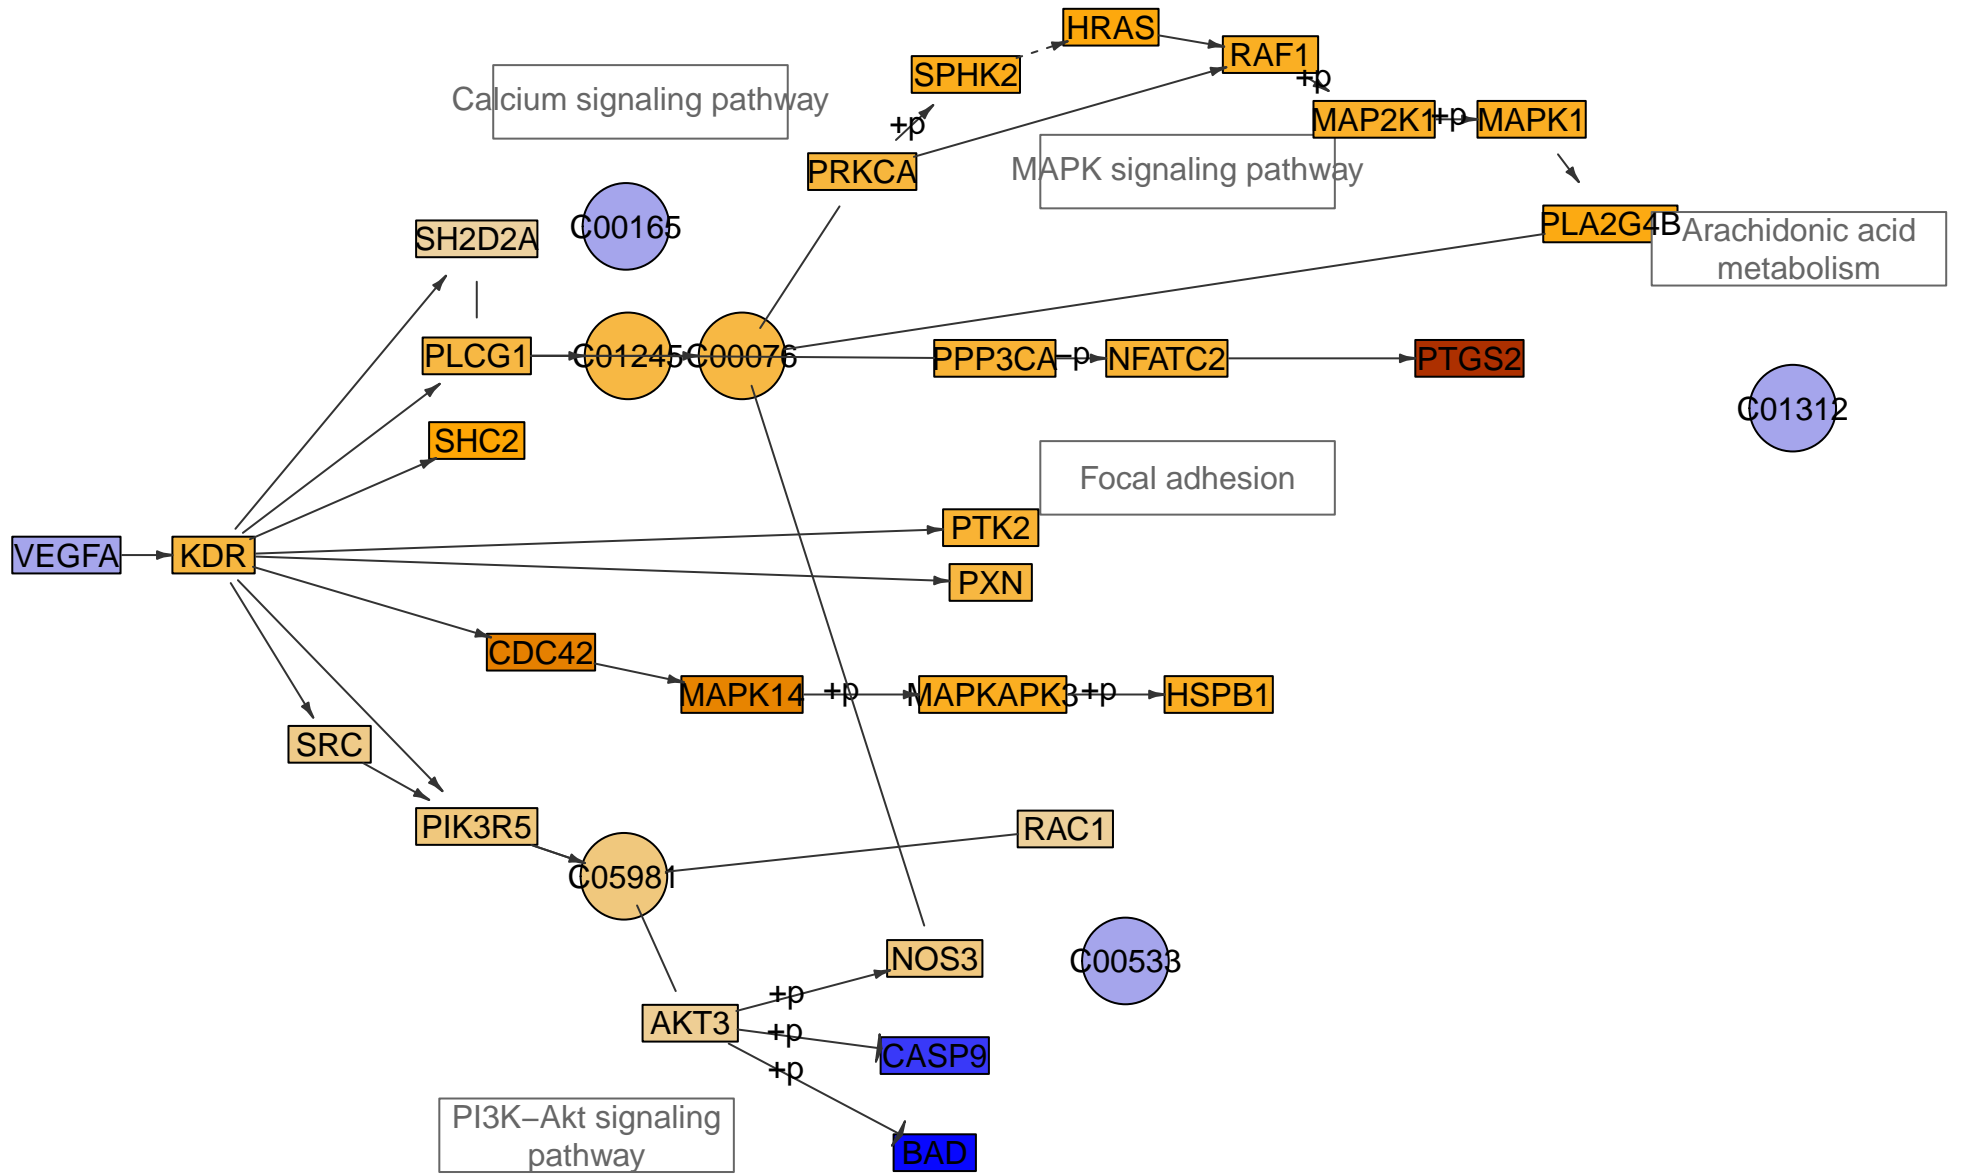 HRAS
RAF1
SPHK2
+p
Calcium signaling pathway
MAP2K1
+p
MAPK1
+p
PRKCA
MAPK signaling pathway
C00165
SH2D2A
PLA2G4B
Arachidonic acid
metabolism
PLCG1
C01245
C00076
PPP3CA
−p
NFATC2
PTGS2
C01312
SHC2
Focal adhesion
PTK2
VEGFA
KDR
PXN
CDC42
MAPK14
+p
MAPKAPK3
+p
HSPB1
SRC
PIK3R5
RAC1
C05981
NOS3
C00533
+p
AKT3
+p
CASP9
+p
PI3K−Akt signaling
pathway
BAD